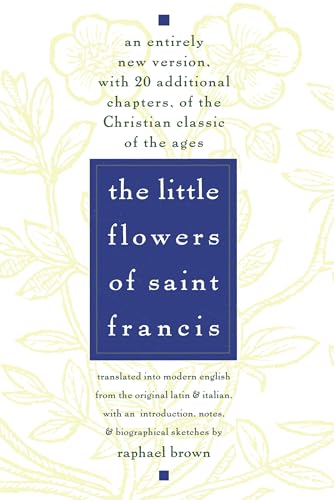 an entirely
new version,
with 20 additional
chapters, of the
Christian classic
of the ages
the little
flowers
of saint
francis
translated into modern english
from the original latin & italian,
with an introduction, notes,
& biographical sketches by
raphael brown